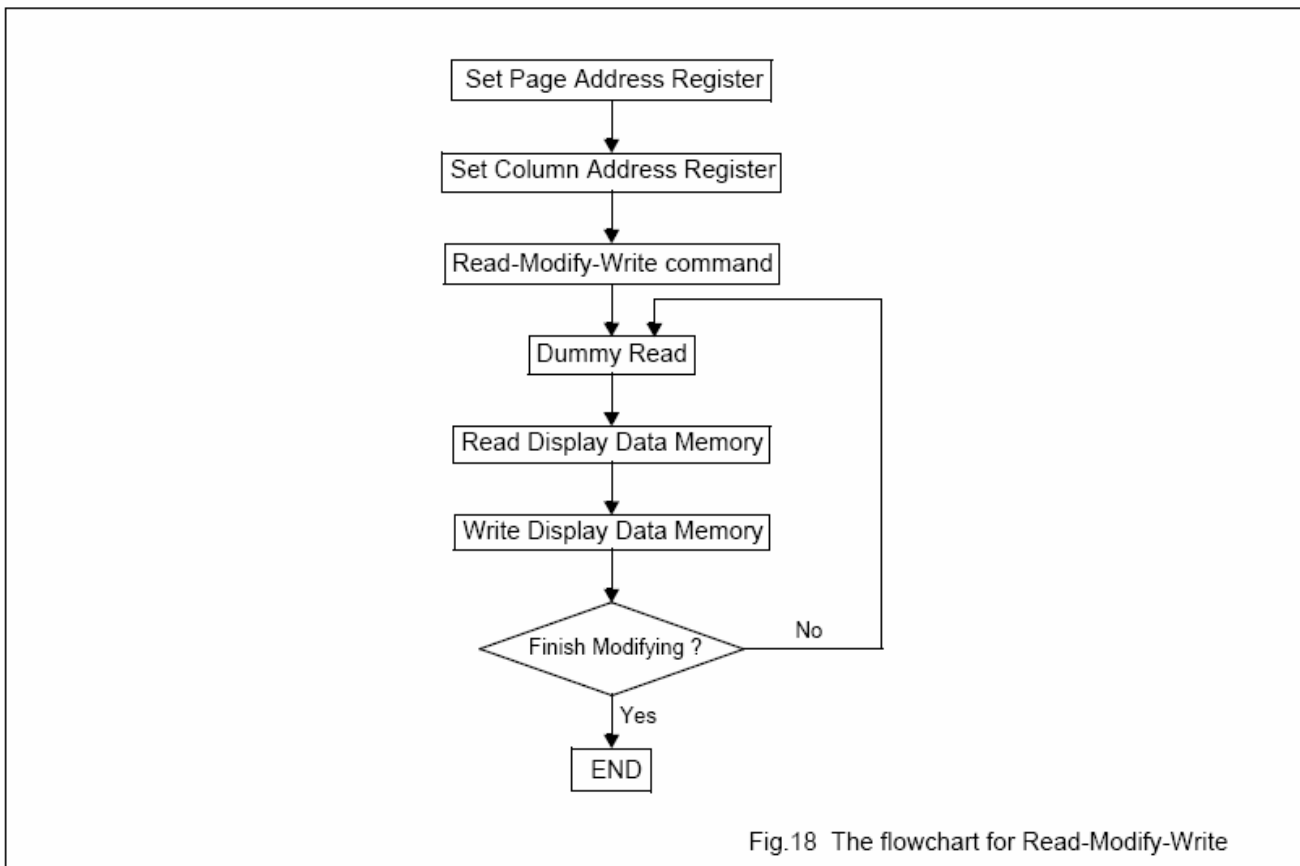 Set Page Address Register
Set Column Address Register
Read-Modify-Write command
Dummy Read
Read Display Data Memory
Write Display Data Memory
Finish Modifying ?
No
Yes
END
Fig.18 The flowchart for Read-Modify-Write